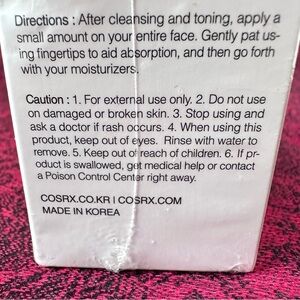 Directions : After cleansing and toning, apply a
small amount on your entire face. Gently pat us-
ing fingertips to aid absorption, and then go forth
with your moisturizers.
Caution : 1. For external use only. 2. Do not use
on damaged or broken skin. 3. Stop using and
ask a doctor if rash occurs. 4. When using this
product, keep out of eyes. Rinse with water to
remove. 5. Keep out of reach of children. 6. If pr-
oduct is swallowed, get medical help or contact
a Poison Control Center right away.
COSRX.CO.KR I COSRX.COM
MADE IN KOREA